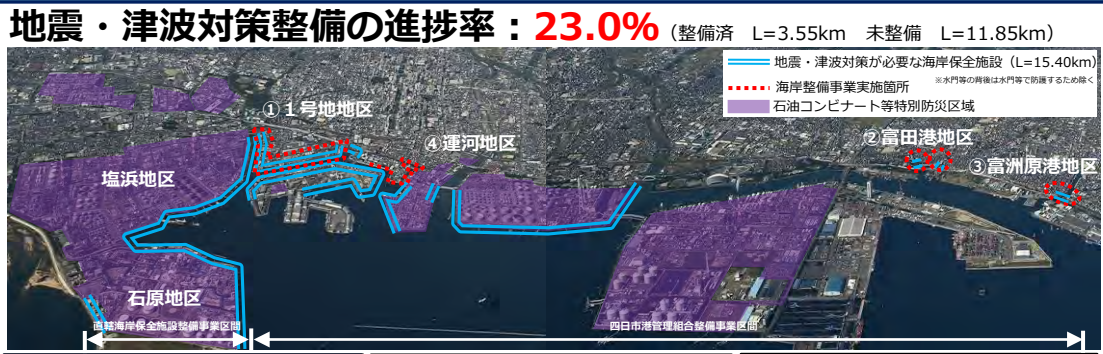 地震・津波対策整備の進捗率：23.0%（整備済　L=3.55km　未整備　L=11.85km）
地震・津波対策が必要な海岸保全施設（L=15.40km）
※水門等の背後は水門等で防護するため除く
海岸整備事業実施箇所
石油コンビナート等特別防災区域
①１号地地区
④運河地区
②富田港地区
③富洲原港地区
塩浜地区
石原地区
直轄海岸保全施設整備事業区間
四日市港管理組合整備事業区間